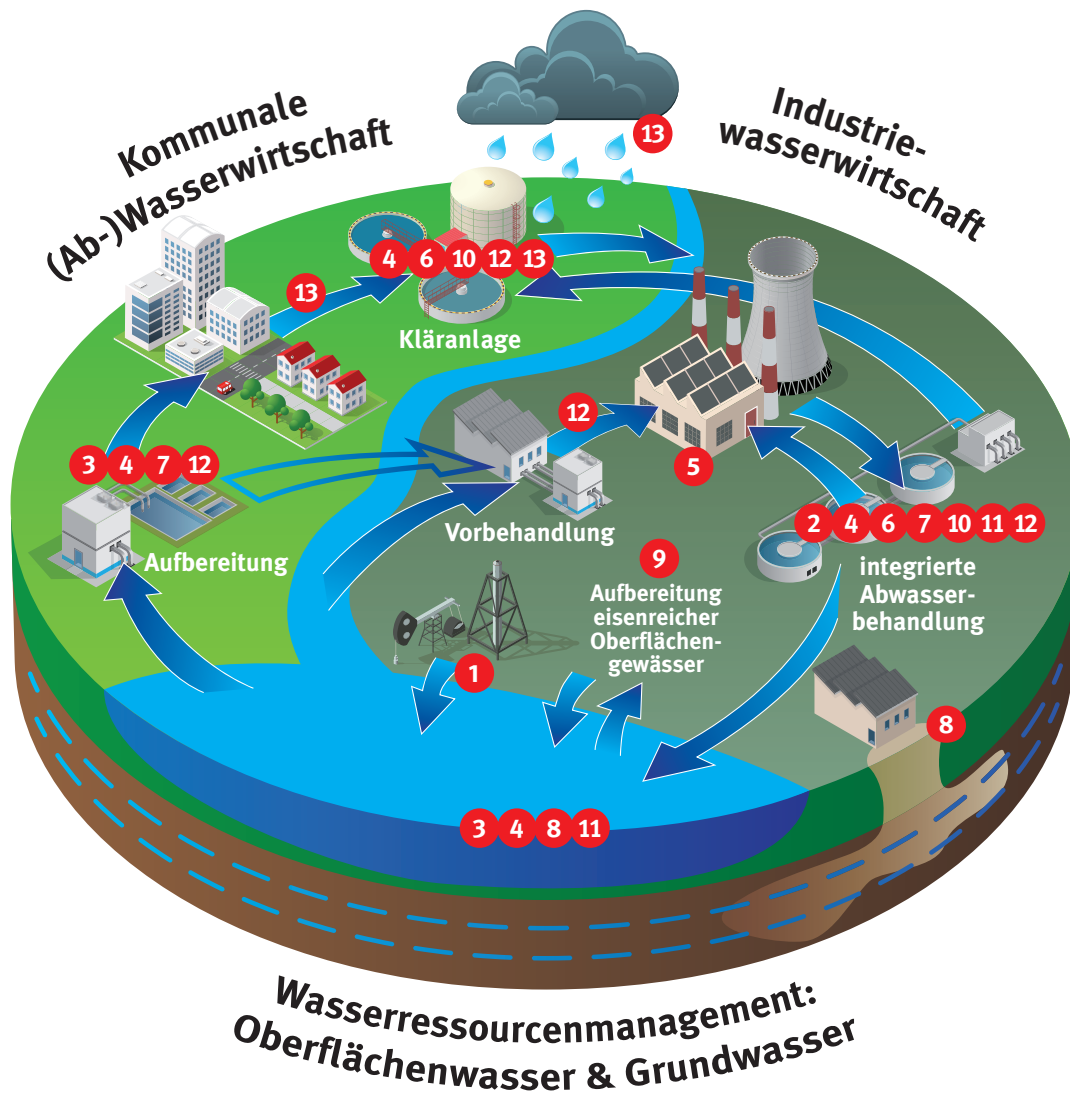 Kommunale
(Ab-)Wasserwirtschaft
Industrie-
wasserwirtschaft
13
4 6 10 12 13
13
Kläranlage
12
5
3 4 7 12
Aufbereitung
Vorbehandlung
2 4 6 7 10 11 12
integrierte
Abwasser-
behandlung
9
Aufbereitung
eisenreicher
Oberflächen-
gewässer
1
8
3 4 8 11
Wasserressourcenmanagement:
Oberflächenwasser & Grundwasser